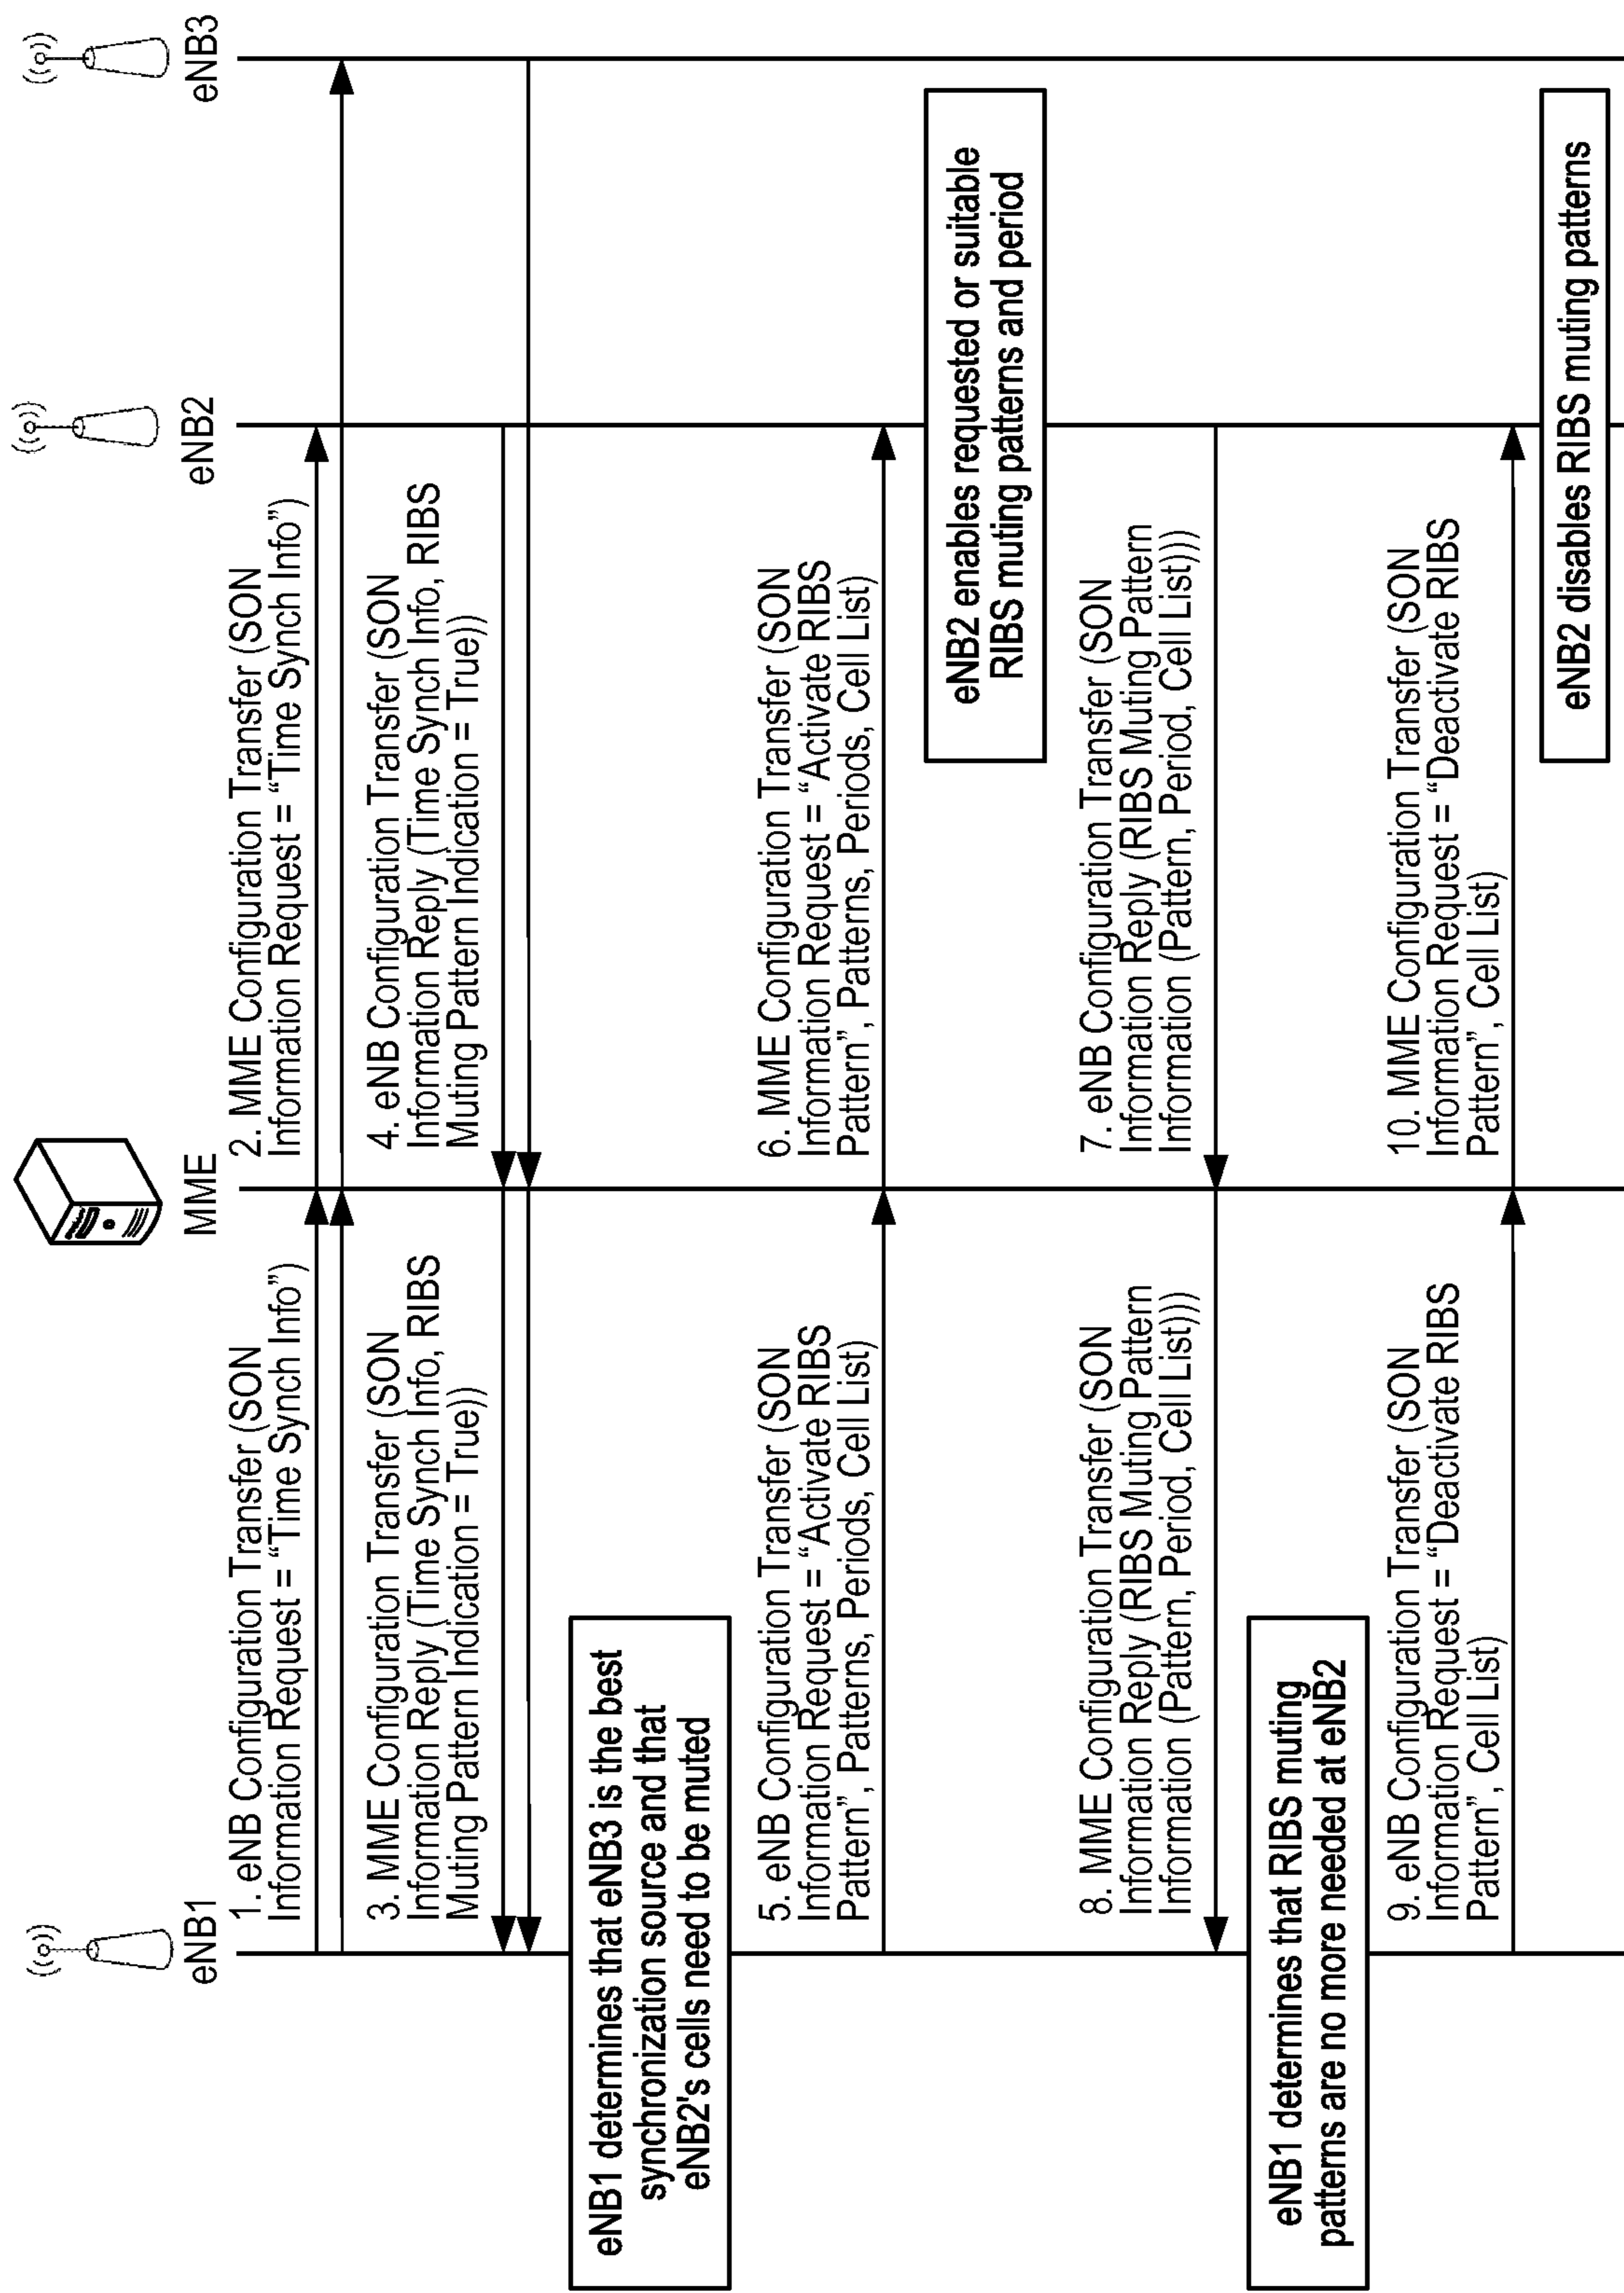 eNB1
MME
eNB2
eNB3
1. eNB Configuration Transfer (SON
Information Request = “Time Synch Info”)
2. MME Configuration Transfer (SON
Information Request = “Time Synch Info”)
3. MME Configuration Transfer (SON
Information Reply (Time Synch Info, RIBS
Muting Pattern Indication = True))
4. eNB Configuration Transfer (SON
Information Reply (Time Synch Info, RIBS
Muting Pattern Indication = True))
eNB1 determines that eNB3 is the best
synchronization source and that
eNB2's cells need to be muted
5. eNB Configuration Transfer (SON
Information Request = “Activate RIBS
Pattern”, Patterns, Periods, Cell List)
6. MME Configuration Transfer (SON
Information Request = “Activate RIBS
Pattern”, Patterns, Periods, Cell List)
eNB2 enables requested or suitable
RIBS muting patterns and period
8. MME Configuration Transfer (SON
Information Reply (RIBS Muting Pattern
Information (Pattern, Period, Cell List)))
7. eNB Configuration Transfer (SON
Information Reply (RIBS Muting Pattern
Information (Pattern, Period, Cell List)))
eNB1 determines that RIBS muting
patterns are no more needed at eNB2
9. eNB Configuration Transfer (SON
Information Request = “Deactivate RIBS
Pattern”, Cell List)
10. MME Configuration Transfer (SON
Information Request = “Deactivate RIBS
Pattern”, Cell List)
eNB2 disables RIBS muting patterns